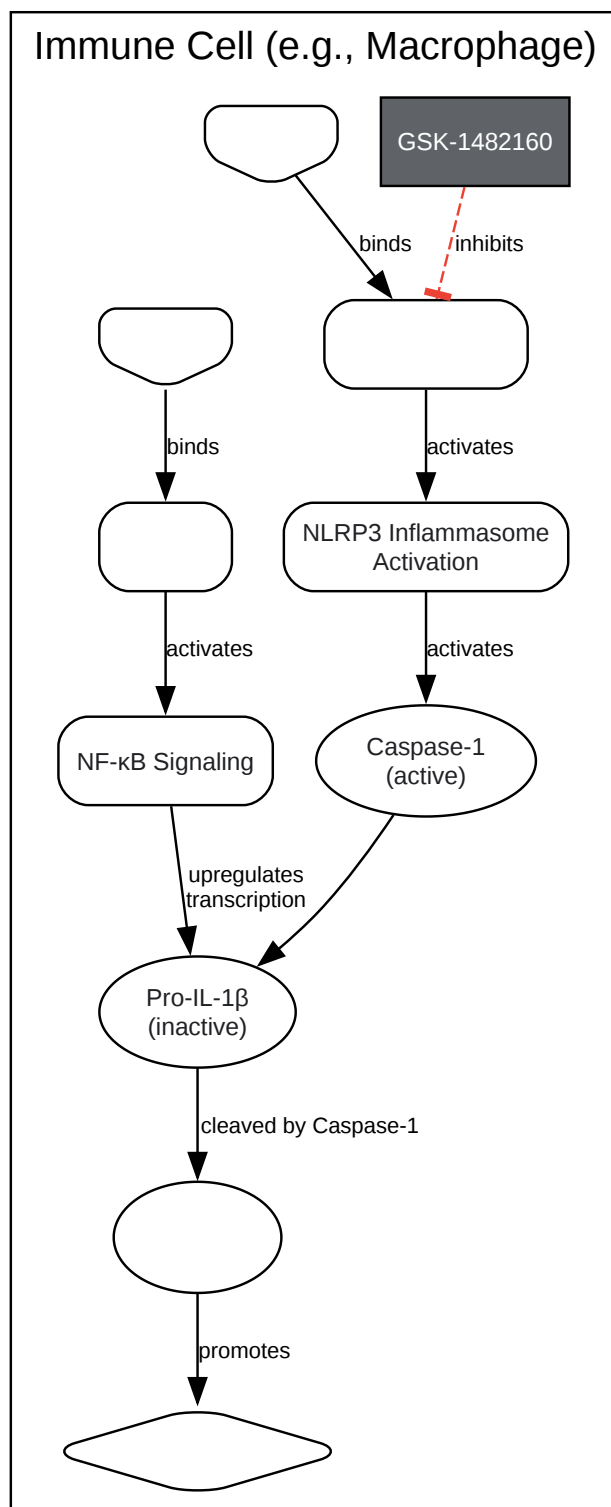 Immune Cell (e.g., Macrophage)
GSK-1482160
binds
inhibits
binds
activates
NLRP3 Inflammasome
Activation
activates
activates
NF-κB Signaling
Caspase-1
(active)
upregulates
transcription
Pro-IL-1β
(inactive)
cleaved by Caspase-1
promotes